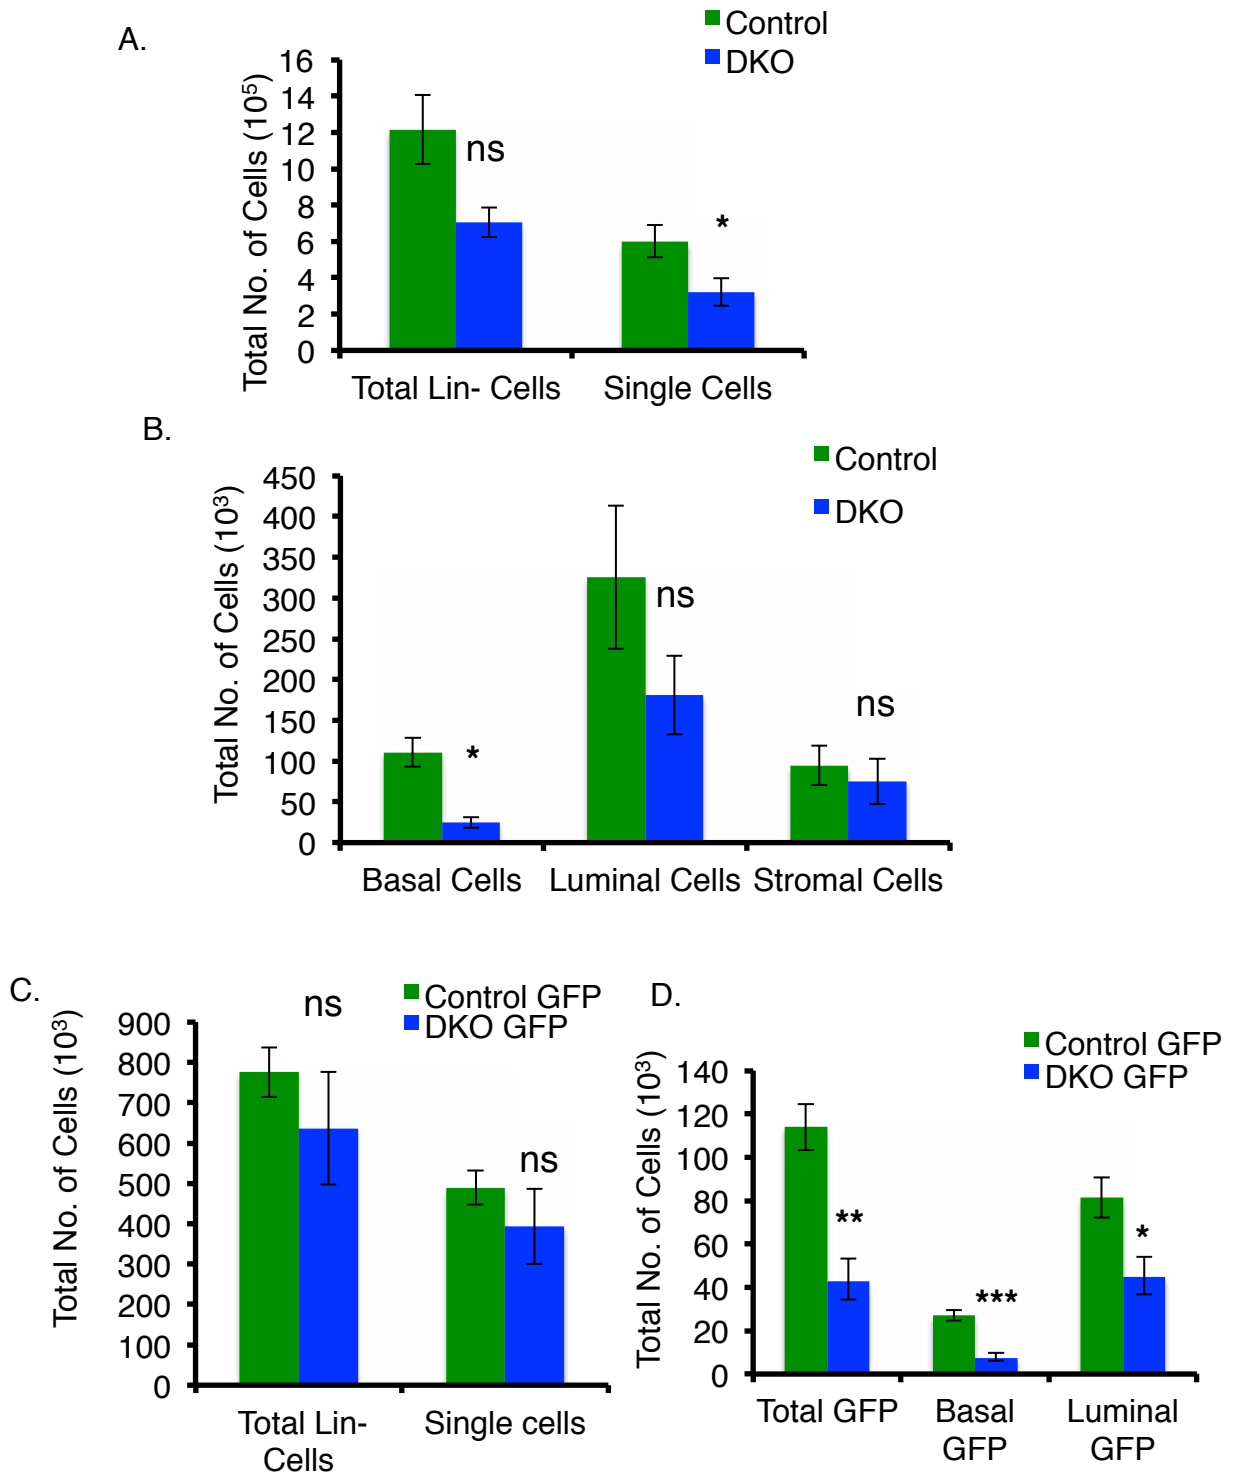 A.
Control
DKO
Total No. of Cells (10⁵)
16
14
12
10
8
6
4
2
0
ns
*
Total Lin- Cells Single Cells
B.
Control
DKO
Total No. of Cells (10³)
450
400
350
300
250
200
150
100
50
0
*
ns
ns
Basal Cells Luminal Cells Stromal Cells
C.
Control GFP
DKO GFP
Total No. of Cells (10³)
900
800
700
600
500
400
300
200
100
0
ns
ns
Total Lin- Single cells
Cells
D.
Control GFP
DKO GFP
Total No. of Cells (10³)
140
120
100
80
60
40
20
0
**
***
*
Total GFP Basal Luminal
GFP GFP